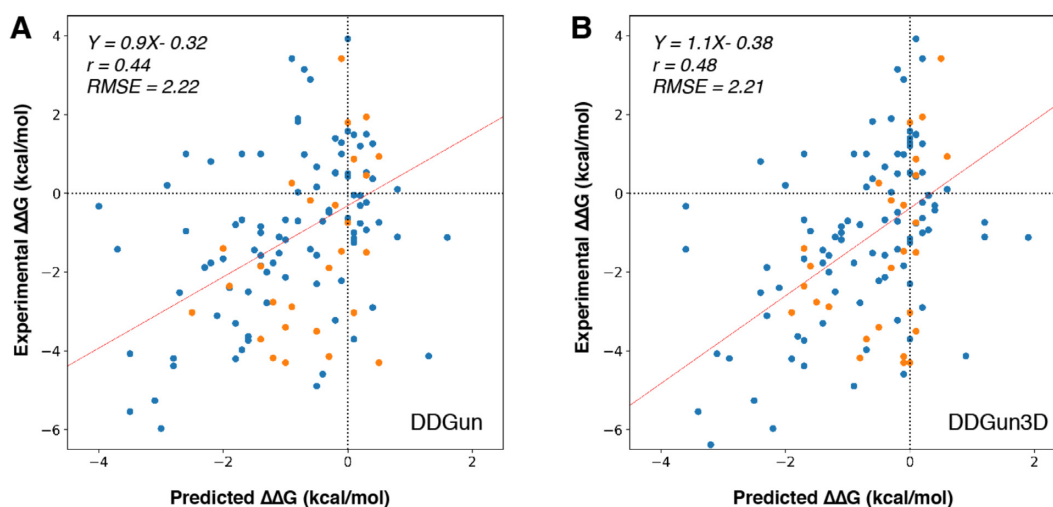 A
Y = 0.9X- 0.32
r = 0.44
RMSE = 2.22
Experimental ΔΔG (kcal/mol)
4
2
0
−2
−4
−6
DDGun
−4
−2
0
2
Predicted ΔΔG (kcal/mol)
B
Y = 1.1X- 0.38
r = 0.48
RMSE = 2.21
Experimental ΔΔG (kcal/mol)
4
2
0
−2
−4
−6
DDGun3D
−4
−2
0
2
Predicted ΔΔG (kcal/mol)